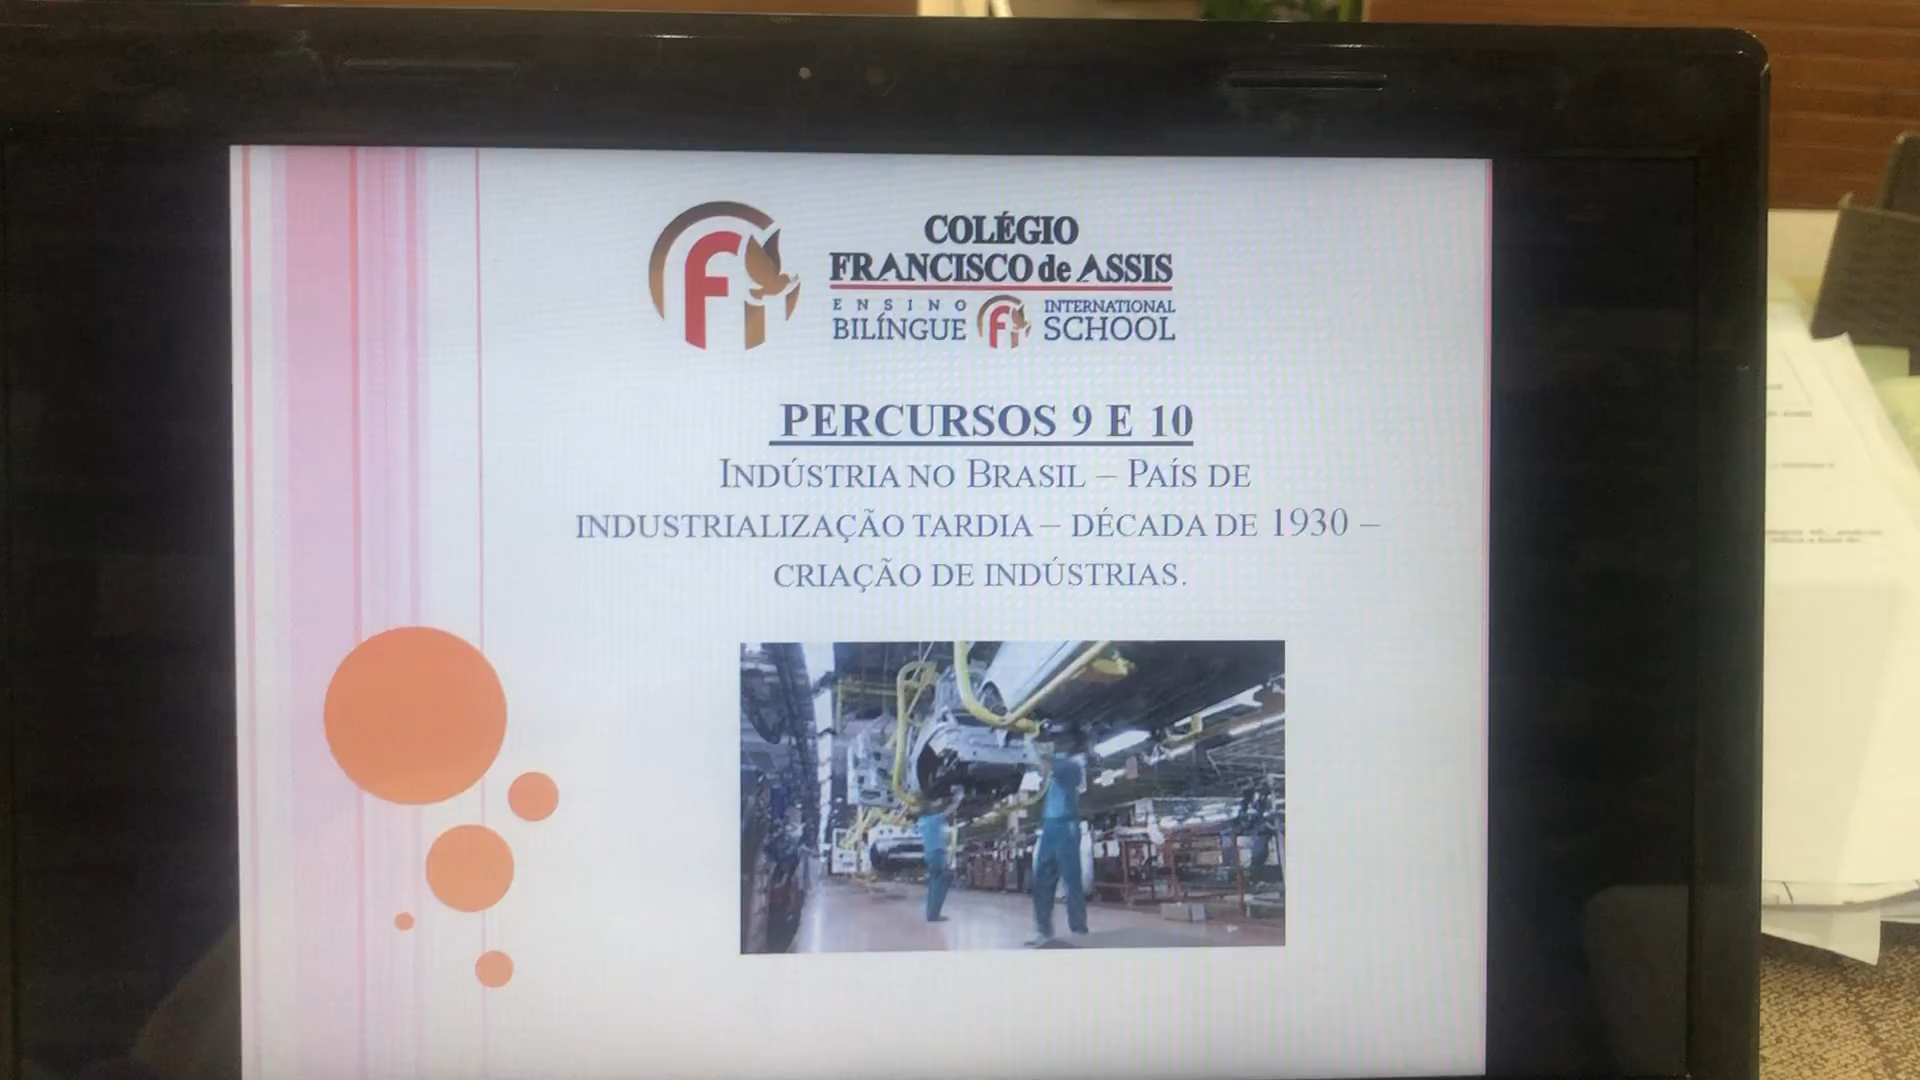 COLÉGIO
FRANCISCO de ASSIS
ENSINO
BILÍNGUE
INTERNATIONAL
SCHOOL
PERCURSOS 9 E 10
INDÚSTRIA NO BRASIL – PAÍS DE
INDUSTRIALIZAÇÃO TARDIA – DÉCADA DE 1930 –
CRIAÇÃO DE INDÚSTRIAS.